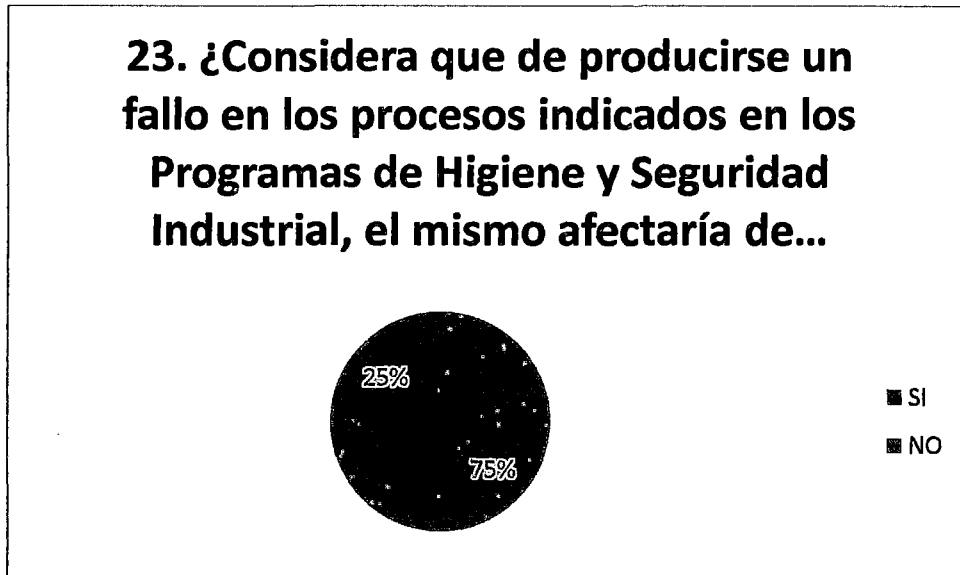 23. ¿Considera que de producirse un
fallo en los procesos indicados en los
Programas de Higiene y Seguridad
Industrial, el mismo afectaría de...
25%
75%
SI
NO